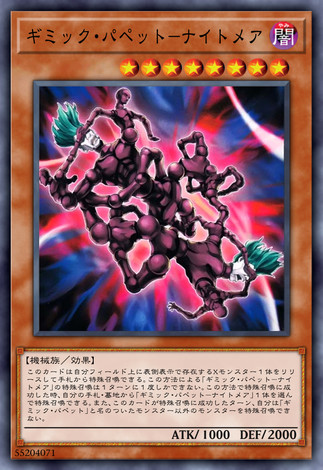 ギミック・パペット－ナイトメア
やみ
闇
【機械族／効果】
このカードは自分フィールド上に表側表示で存在するXモンスター1体をリリ
ースして手札から特殊召喚できる。この方法による「ギミック・パペット－ナイ
トメア」の特殊召喚は1ターンに1度しかできない。この方法で特殊召喚に成
功した時、自分の手札・墓地から「ギミック・パペット－ナイトメア」1体を選ん
で特殊召喚できる。また、このカードが特殊召喚に成功したターン、自分は「ギ
ミック・パペット」と名のついたモンスター以外のモンスターを特殊召喚でき
ない。
ATK/ 1000 DEF/ 2000
55204071